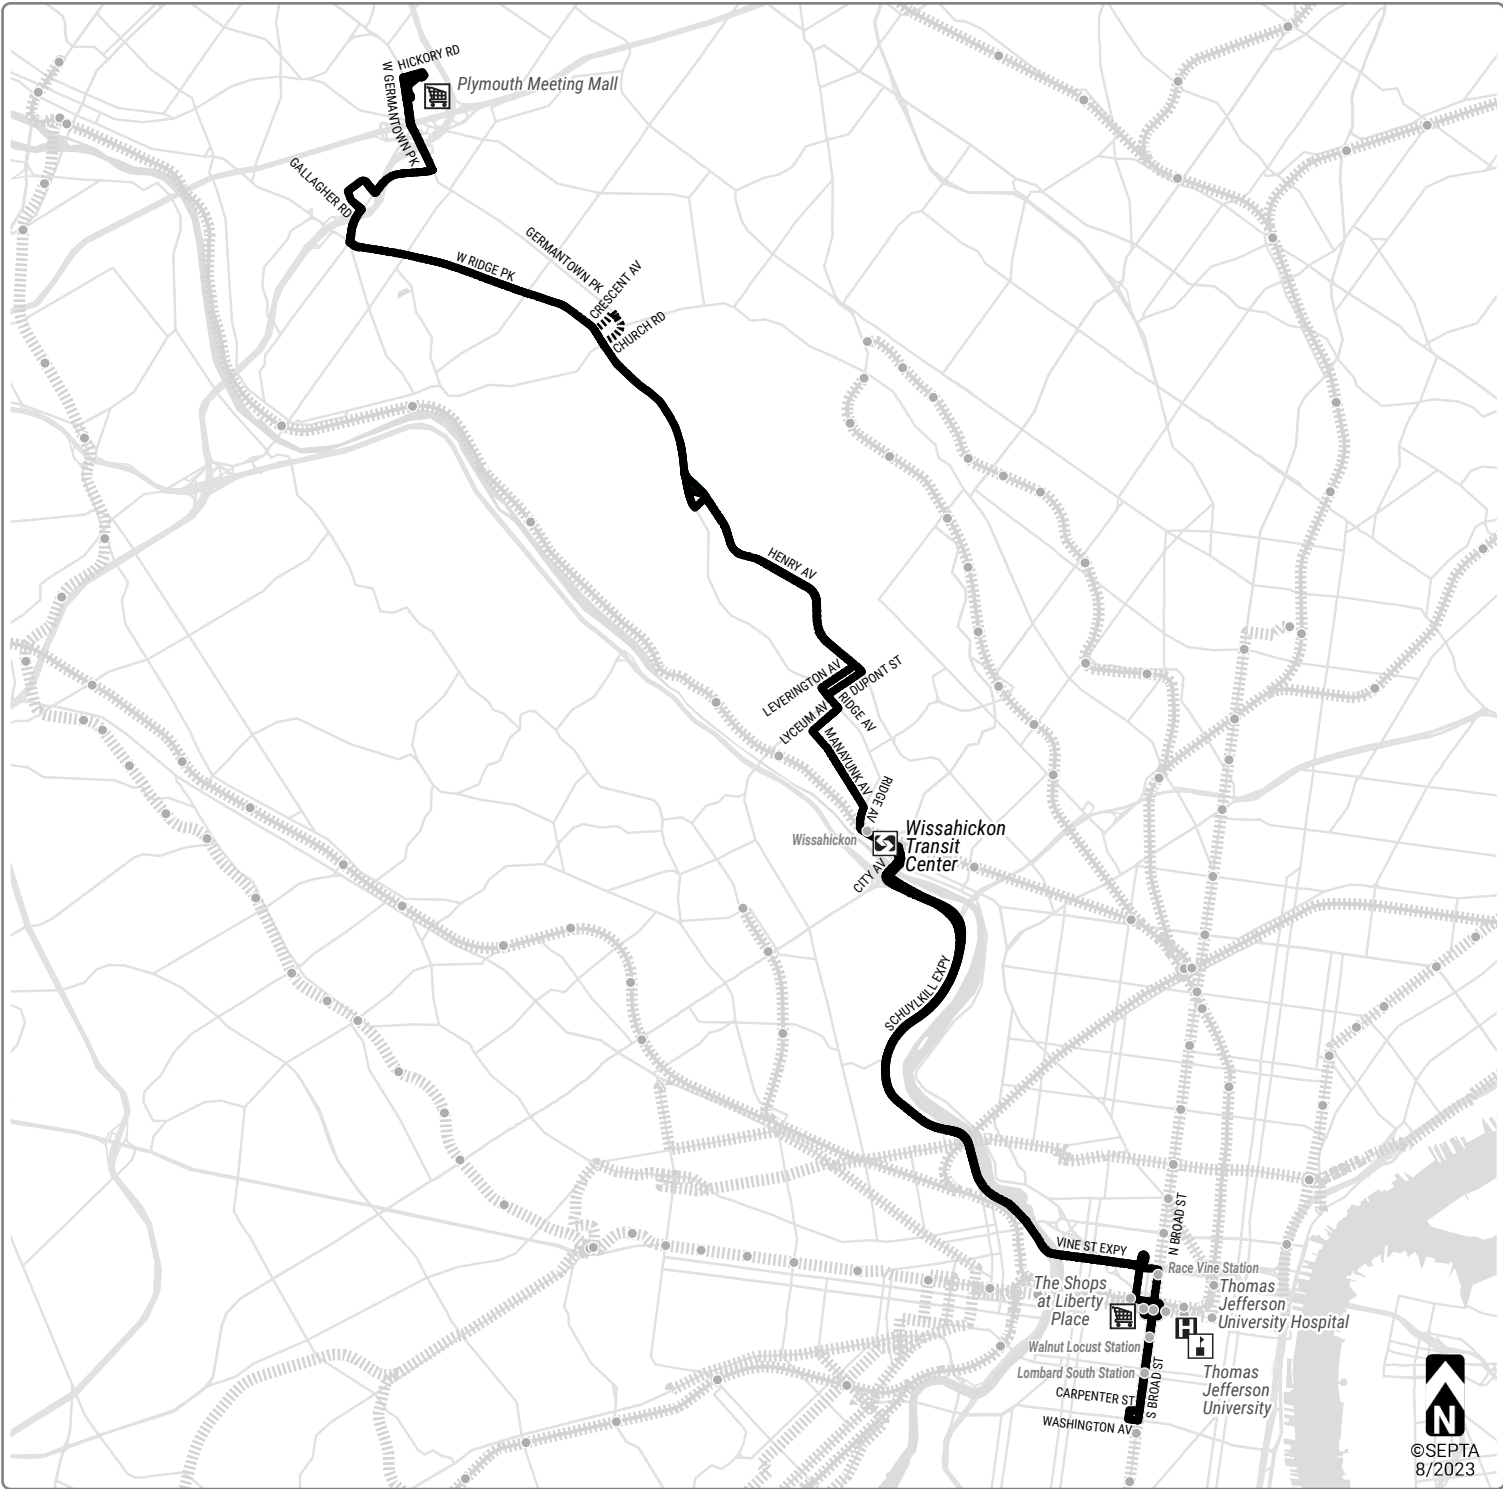 HICKORY RD
W GERMANTOWN PK
Plymouth Meeting Mall
GALLAGHER RD
W RIDGE PK
GERMANTOWN PK
CRESCENT AV
CHURCH RD
HENRY AV
LEVERINGTON AV
DUPONT ST
RIDGE AV
LYCEUM AV
MANAYUNK AV
RIDGE AV
Wissahickon
Wissahickon
Transit
Center
CITY AV
SCHUYLKILL EXPY
VINE ST EXPY
N BROAD ST
Race Vine Station
The Shops
at Liberty
Place
Thomas
Jefferson
University Hospital
H
Walnut Locust Station
Lombard South Station
Thomas
Jefferson
University
CARPENTER ST
S BROAD ST
WASHINGTON AV
N
©SEPTA
8/2023